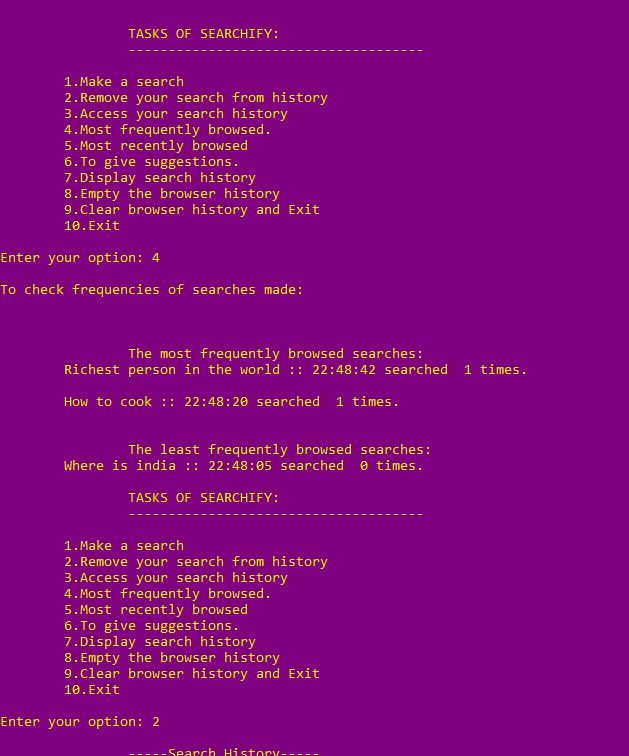 TASKS OF SEARCHIFY:
-------------------------------------
1.Make a search
2.Remove your search from history
3.Access your search history
4.Most frequently browsed.
5.Most recently browsed
6.To give suggestions.
7.Display search history
8.Empty the browser history
9.Clear browser history and Exit
10.Exit
Enter your option: 4
To check frequencies of searches made:
The most frequently browsed searches:
Richest person in the world :: 22:48:42 searched  1 times.
How to cook :: 22:48:20 searched  1 times.
The least frequently browsed searches:
Where is india :: 22:48:05 searched  0 times.
TASKS OF SEARCHIFY:
-------------------------------------
1.Make a search
2.Remove your search from history
3.Access your search history
4.Most frequently browsed.
5.Most recently browsed
6.To give suggestions.
7.Display search history
8.Empty the browser history
9.Clear browser history and Exit
10.Exit
Enter your option: 2
-----Search History-----